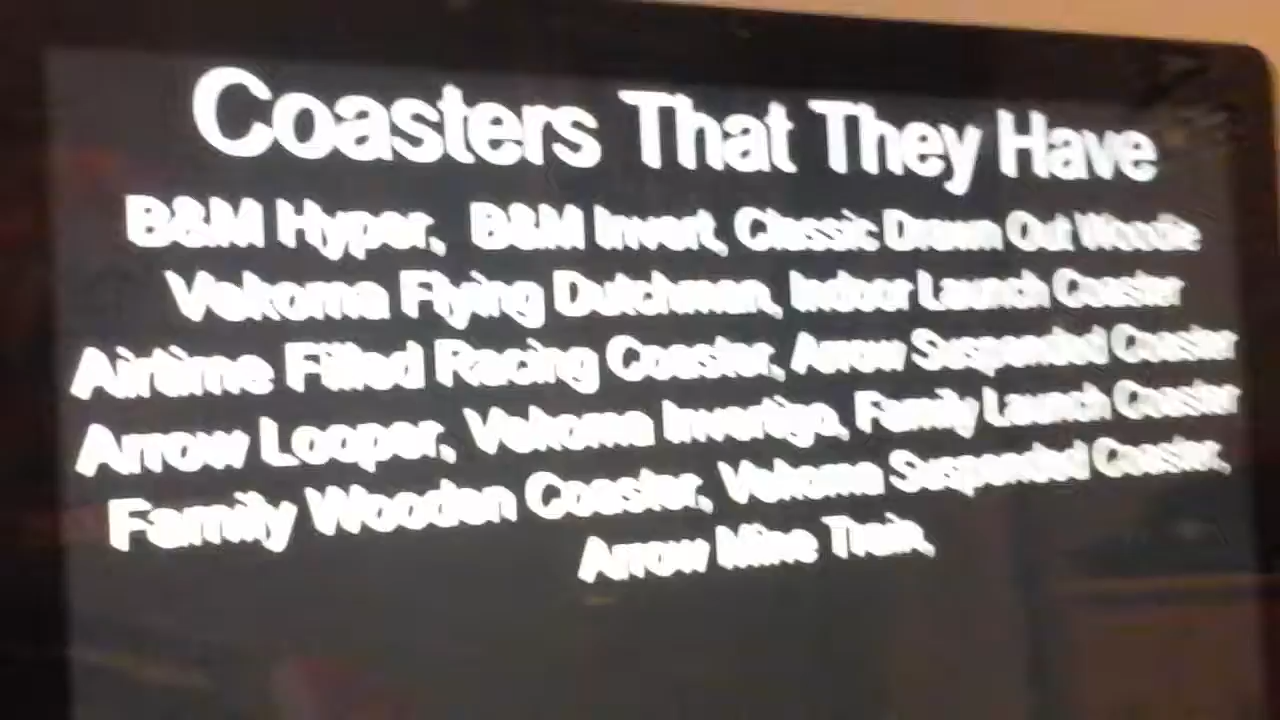 Coasters That They Have
B&M Hyper, B&M Invert, Classic Drawn Out Woodie
Vekoma Flying Dutchman, Indoor Launch Coaster
Airtime Filled Racing Coaster, Arrow Suspended Coaster
Arrow Looper, Vekoma Invertigo, Family Launch Coaster
Family Wooden Coaster, Vekoma Suspended Coaster,
Arrow Mine Train,